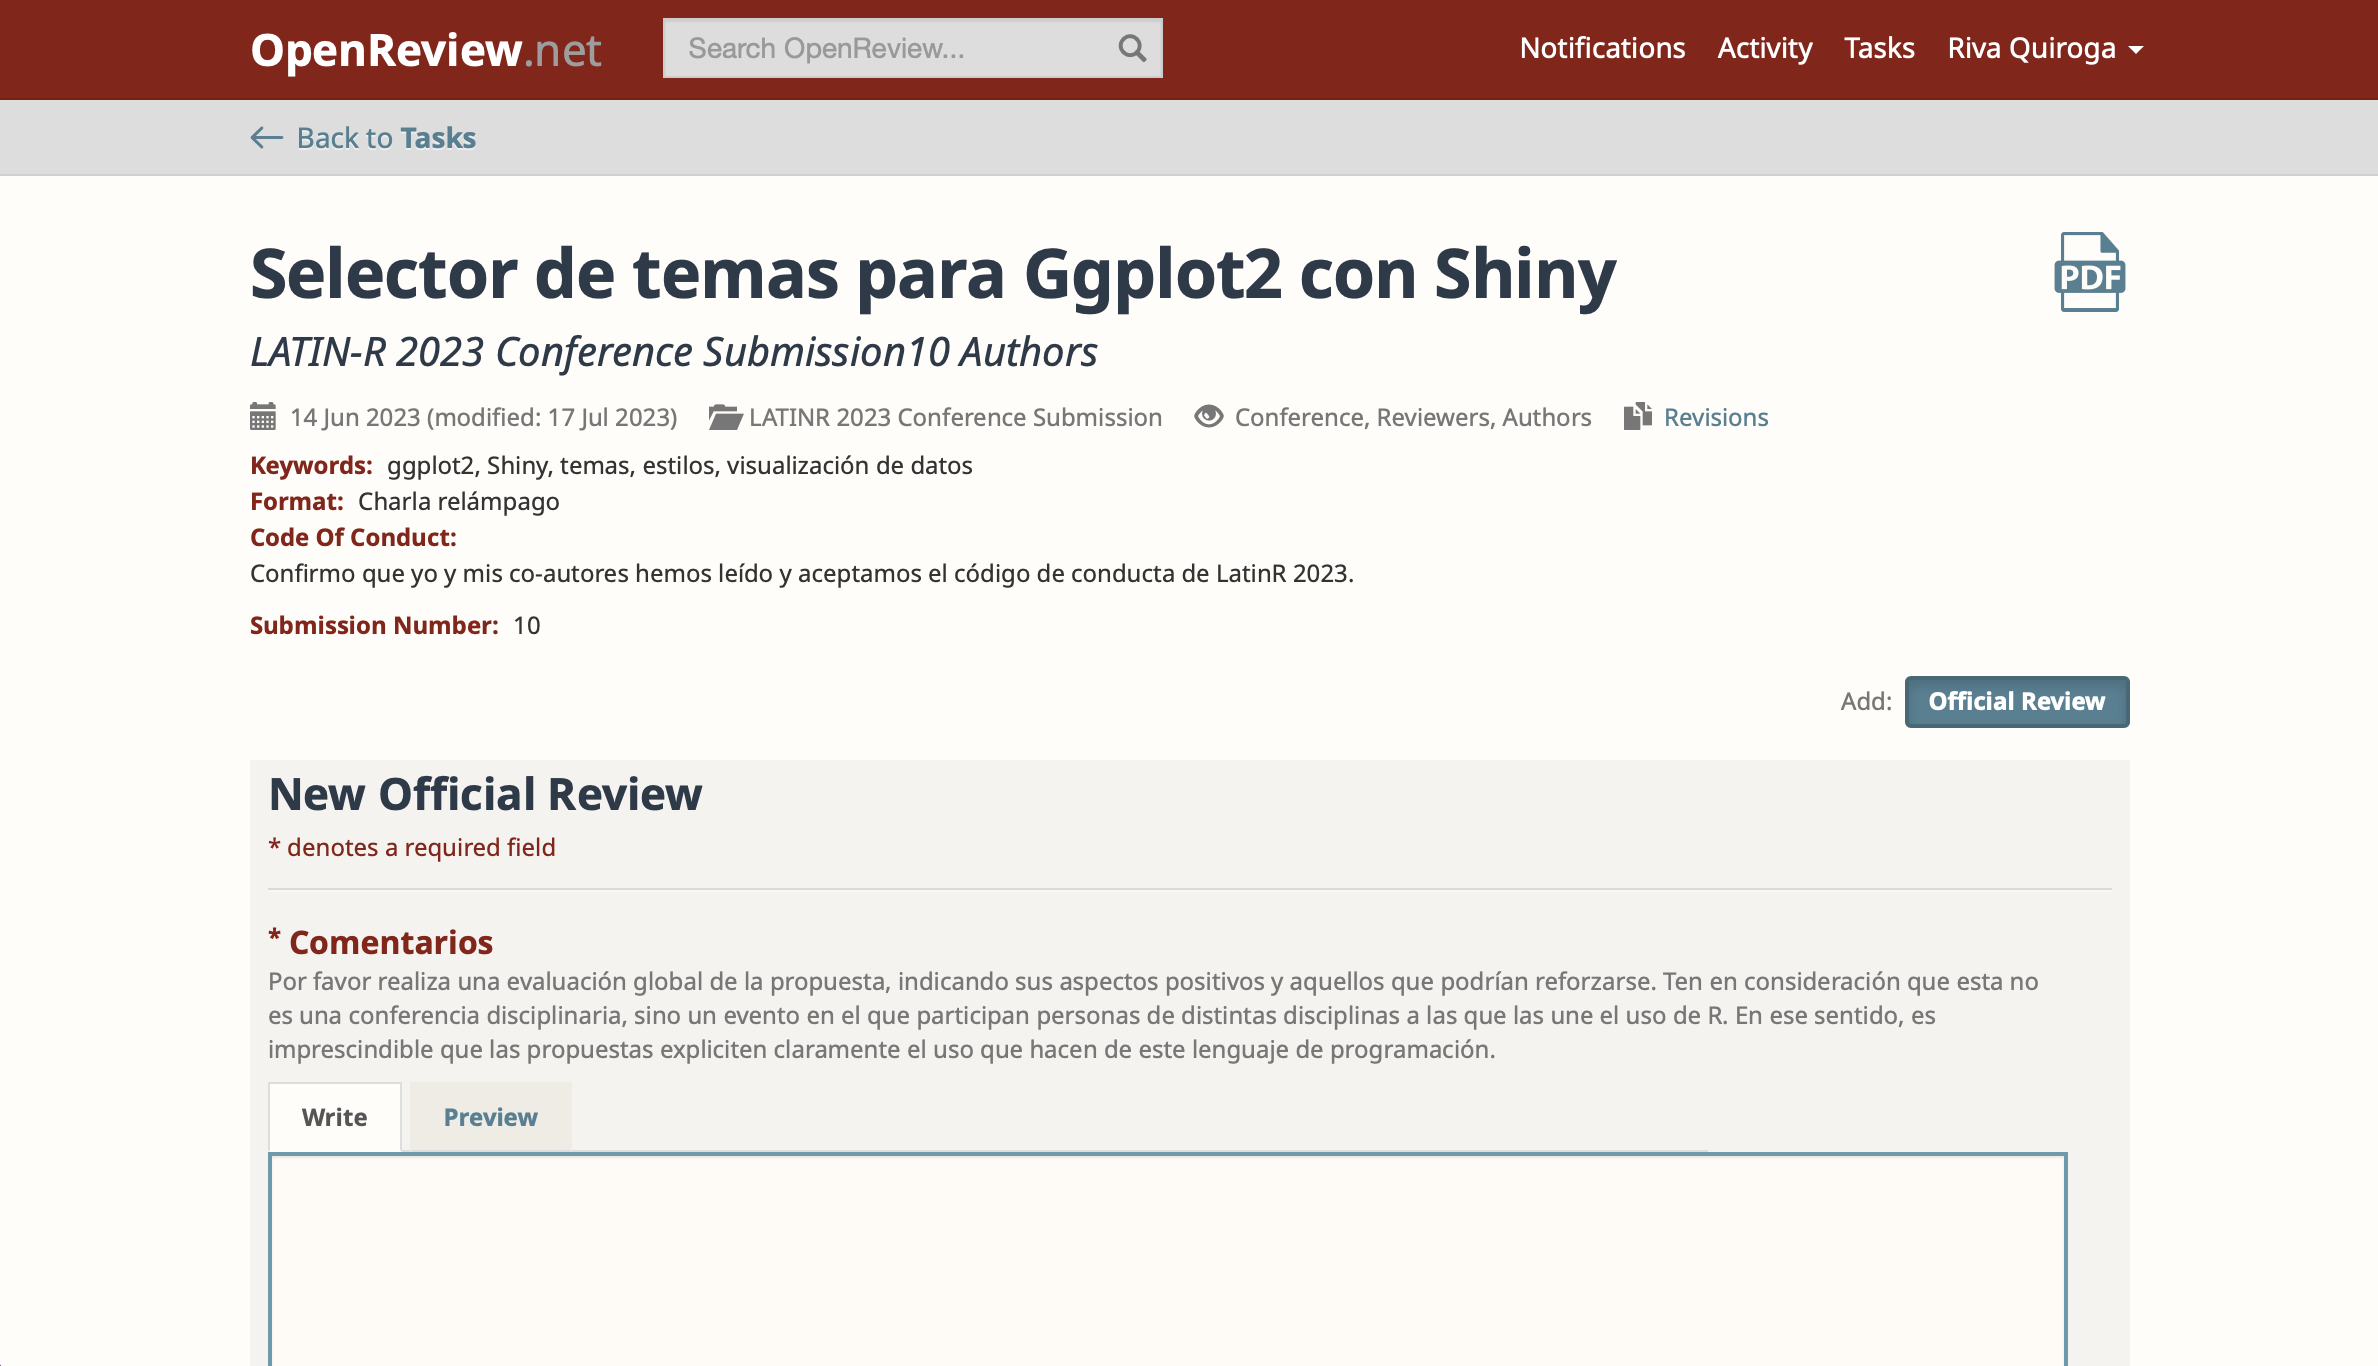 OpenReview.net
Search OpenReview...
Notifications Activity Tasks Riva Quiroga
Back to Tasks
Selector de temas para Ggplot2 con Shiny
PDF
LATIN-R 2023 Conference Submission10 Authors
14 Jun 2023 (modified: 17 Jul 2023) LATINR 2023 Conference Submission Conference, Reviewers, Authors Revisions
Keywords: ggplot2, Shiny, temas, estilos, visualización de datos
Format: Charla relámpago
Code Of Conduct:
Confirmo que yo y mis co-autores hemos leído y aceptamos el código de conducta de LatinR 2023.
Submission Number: 10
Add: Official Review
New Official Review
* denotes a required field
* Comentarios
Por favor realiza una evaluación global de la propuesta, indicando sus aspectos positivos y aquellos que podrían reforzarse. Ten en consideración que esta no
es una conferencia disciplinaria, sino un evento en el que participan personas de distintas disciplinas a las que las une el uso de R. En ese sentido, es
imprescindible que las propuestas expliciten claramente el uso que hacen de este lenguaje de programación.
Write Preview